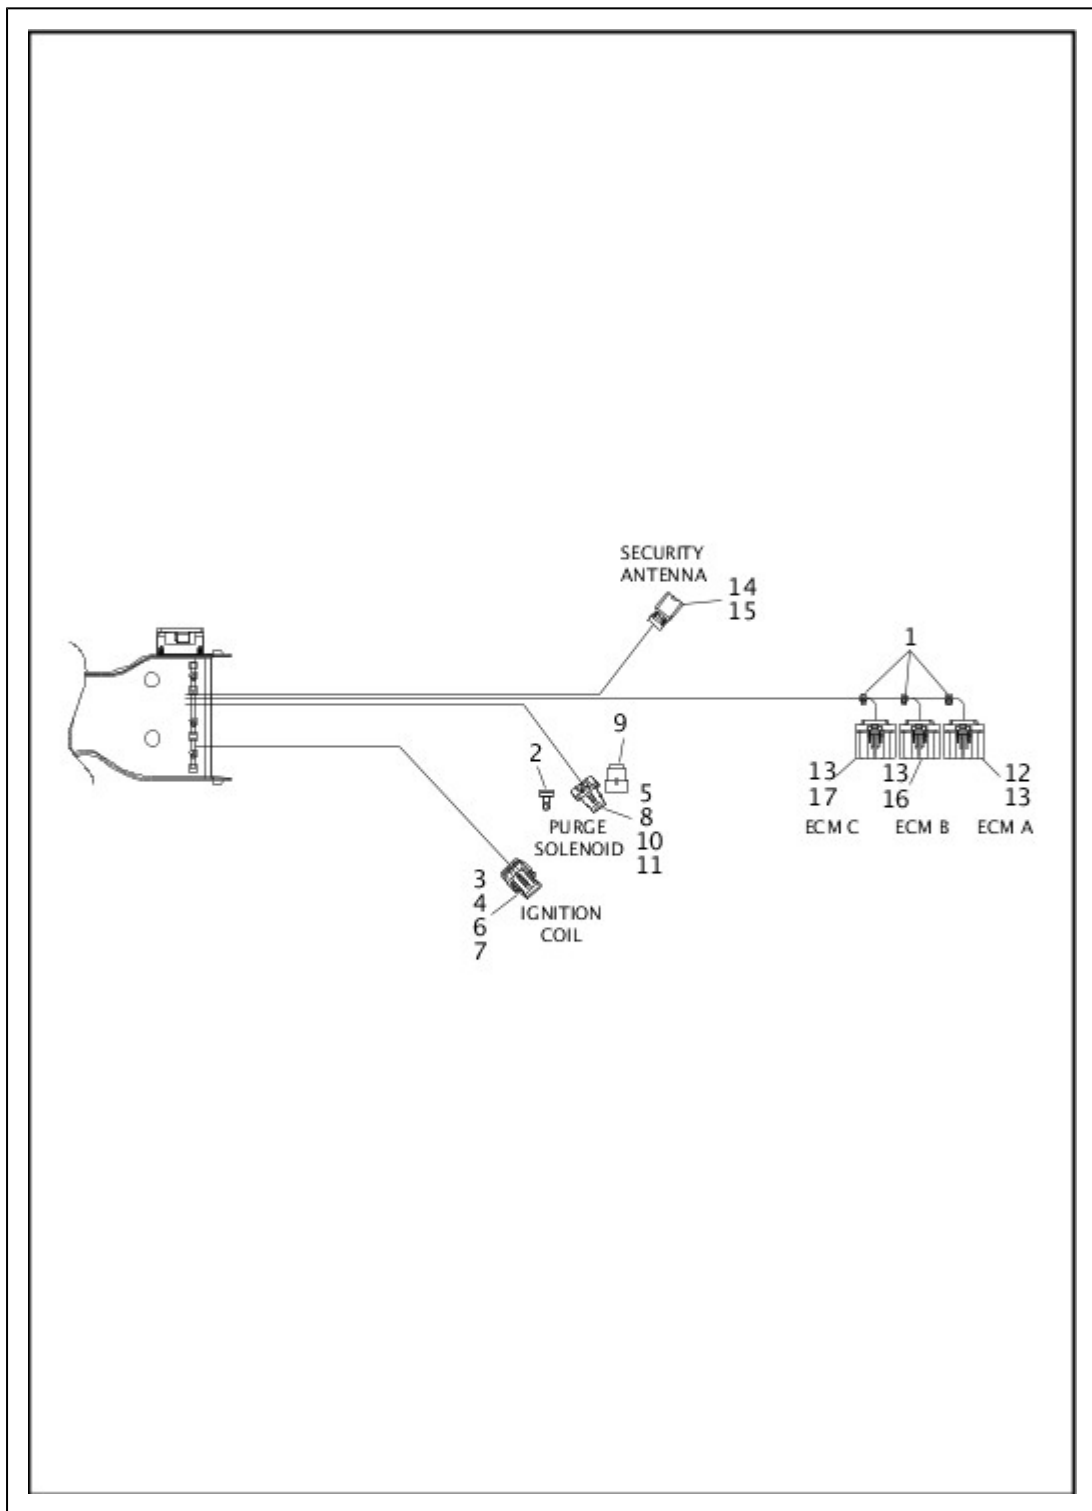 SECURITY
ANTENNA
14
15
1
9
2
5
8
10
11
PURGE
SOLENOID
13
17
13
16
12
13
ECM C
ECM B
ECM A
3
4
6
7
IGNITION
COIL